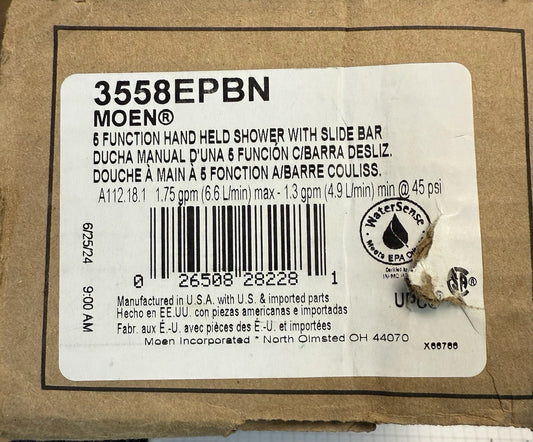 3558EPBN
MOEN®
5 FUNCTION HAND HELD SHOWER WITH SLIDE BAR
DUCHA MANUAL D'UNA 5 FUNCIÓN C/BARRA DESLIZ.
DOUCHE À MAIN À 5 FONCTION A/BARRE COULISS.
A112.18.1 1.75 gpm (6.6 L/min) max - 1.3 gpm (4.9 L/min) min @ 45 psi
WaterSense
Meets EPA
6/25/24 9:00 AM
0 26508 28228 1
SA®
Manufactured in U.S.A. with U.S. & imported parts
Hecho en EE.UU. con piezas americanas e importadas
Fabr. aux É.-U. avec pièces des É.-U. et importées
Moen Incorporated * North Olmsted OH 44070
X66766